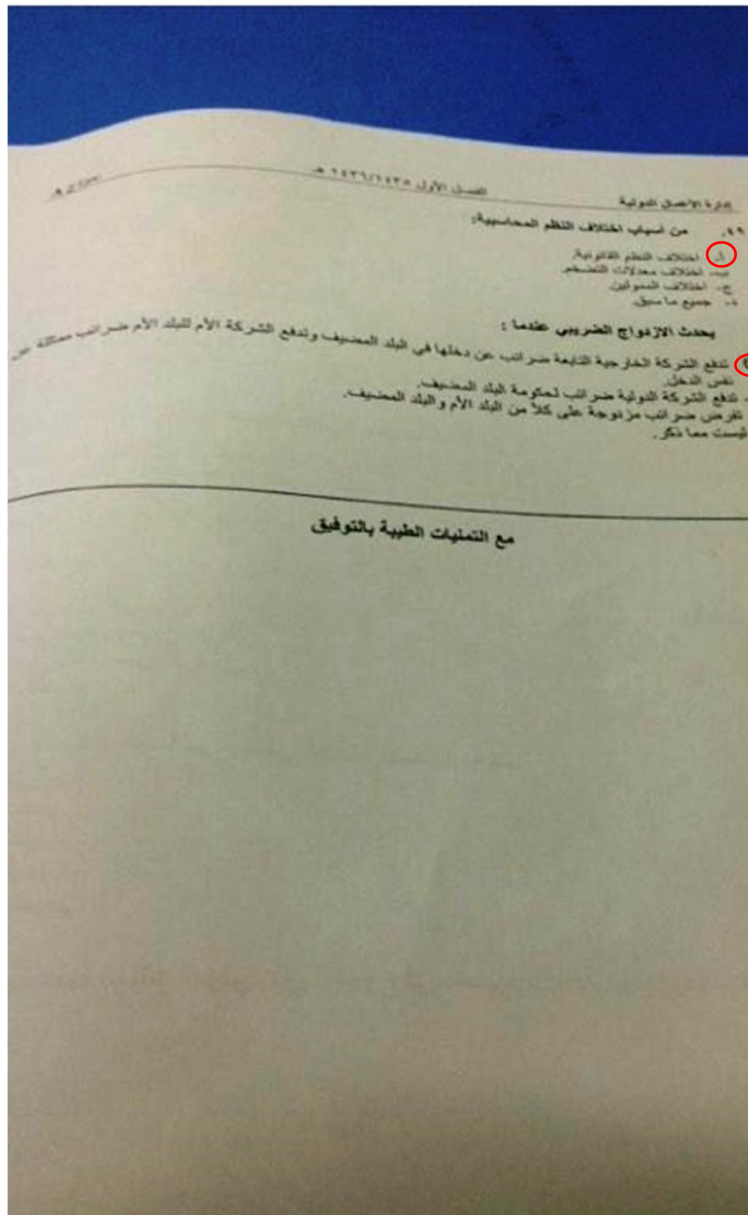 إدارة الأعمال الدولية الفصل الأول ١٤٣٦/١٤٣٥ هـ
٤٩. من أسباب اختلاف النظم المحاسبية:
أ- اختلاف النظم القانونية.
ب- اختلاف معدلات التضخم.
ج- اختلاف الممولين.
د- جميع ما سبق.
يحدث الازدواج الضريبي عندما :
تدفع الشركة الخارجية التابعة ضرائب عن دخلها في البلد المضيف وتدفع الشركة الأم للبلد الأم ضرائب مماثلة عن
نفس الدخل.
- تدفع الشركة الدولية ضرائب لحكومة البلد المضيف.
تفرض ضرائب مزدوجة على كلاً من البلد الأم والبلد المضيف.
ليست مما ذكر.
مع التمنيات الطيبة بالتوفيق